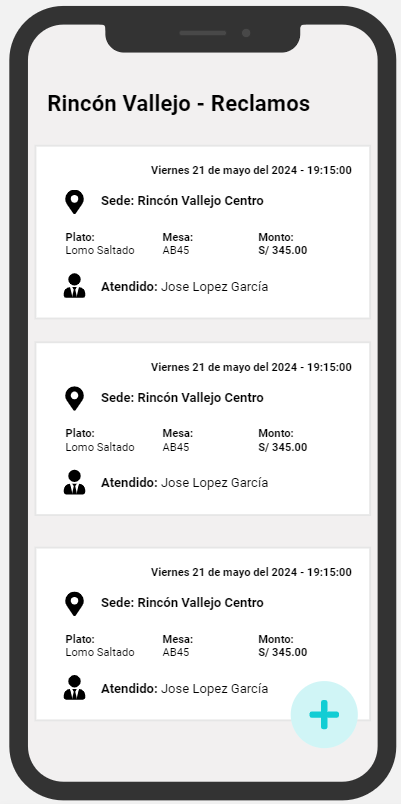 Rincón Vallejo - Reclamos
Viernes 21 de mayo del 2024 - 19:15:00
Sede: Rincón Vallejo Centro
Plato: Mesa: Monto:
Lomo Saltado AB45 S/ 345.00
Atendido: Jose Lopez García
Viernes 21 de mayo del 2024 - 19:15:00
Sede: Rincón Vallejo Centro
Plato: Mesa: Monto:
Lomo Saltado AB45 S/ 345.00
Atendido: Jose Lopez García
Viernes 21 de mayo del 2024 - 19:15:00
Sede: Rincón Vallejo Centro
Plato: Mesa: Monto:
Lomo Saltado AB45 S/ 345.00
Atendido: Jose Lopez García